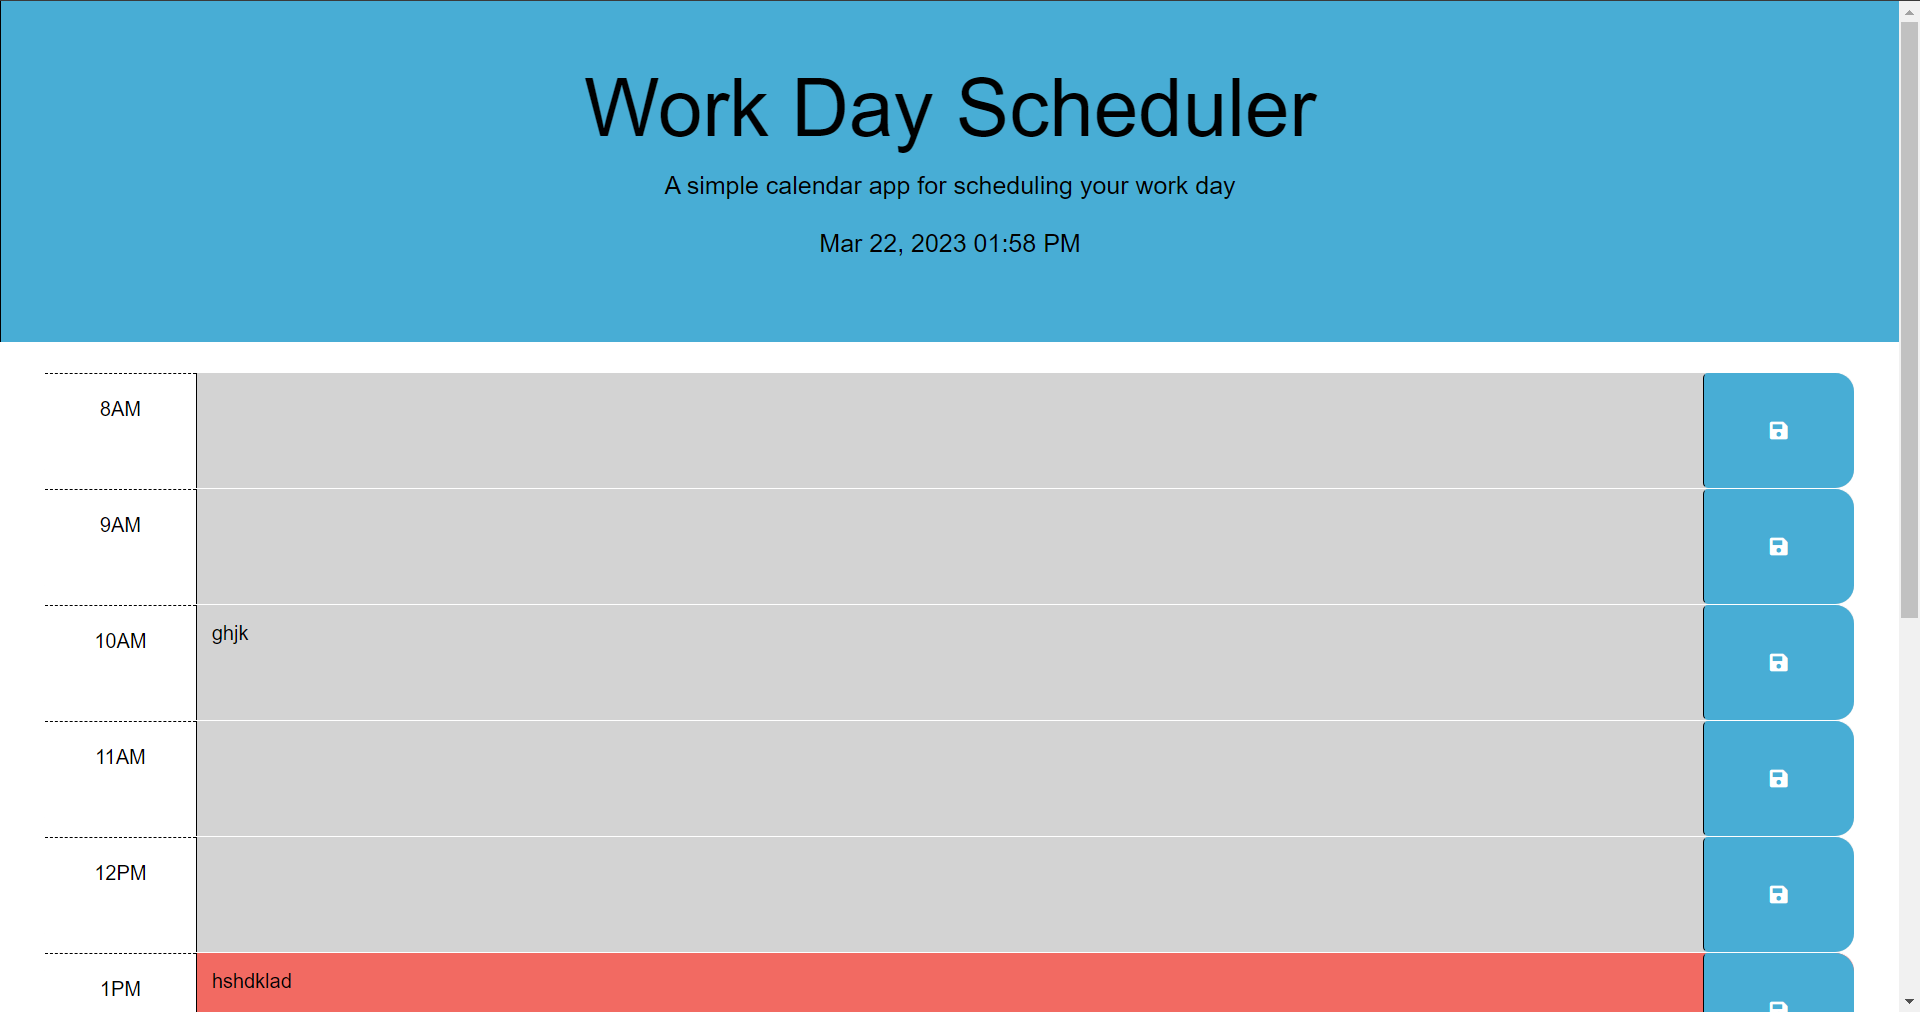 Work Day Scheduler
A simple calendar app for scheduling your work day
Mar 22, 2023 01:58 PM
8AM
9AM
10AM ghjk
11AM
12PM
1PM hshdklad